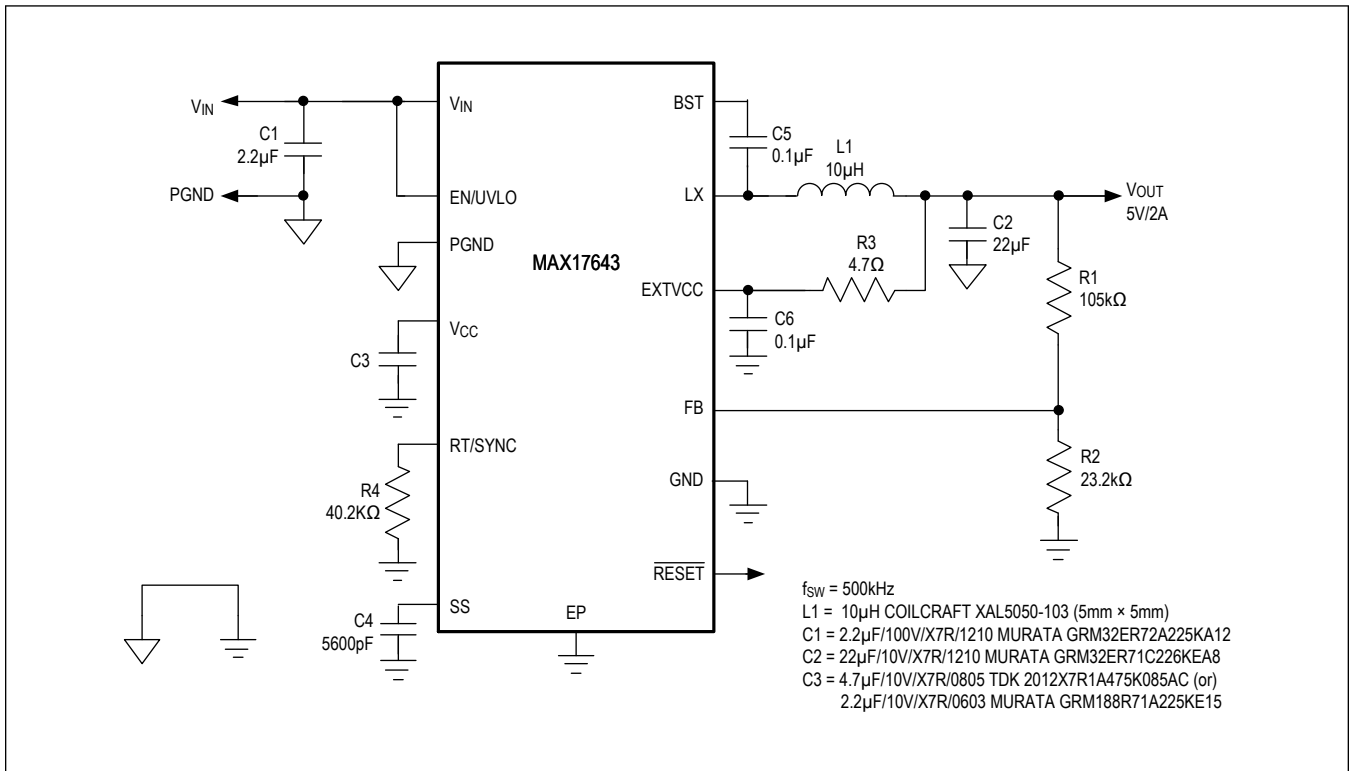 VIN
C1
2.2µF
PGND
VIN
EN/UVLO
PGND
VCC
C3
RT/SYNC
R4
40.2KΩ
SS
C4
5600pF
MAX17643
EP
BST
C5
0.1µF
LX
L1
10µH
EXTVCC
R3
4.7Ω
C6
0.1µF
C2
22µF
VOUT
5V/2A
R1
105kΩ
FB
R2
23.2kΩ
GND
RESET
fSW = 500kHz
L1 = 10µH COILCRAFT XAL5050-103 (5mm × 5mm)
C1 = 2.2µF/100V/X7R/1210 MURATA GRM32ER72A225KA12
C2 = 22µF/10V/X7R/1210 MURATA GRM32ER71C226KEA8
C3 = 4.7µF/10V/X7R/0805 TDK 2012X7R1A475K085AC (or)
2.2µF/10V/X7R/0603 MURATA GRM188R71A225KE15